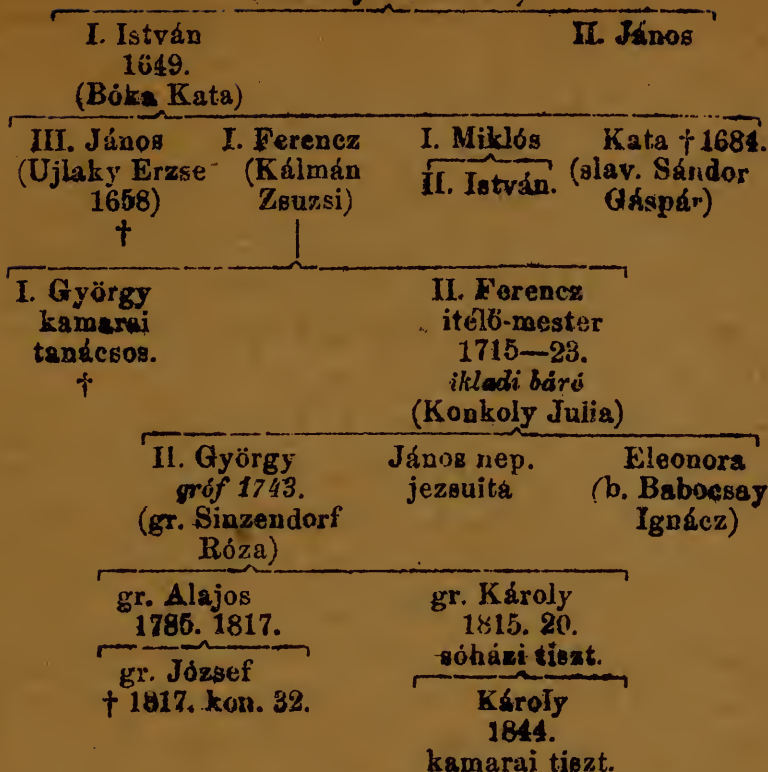 I. István
1649.
(Bóka Kata)
II. János
III. János
(Ujlaky Erzse
1658)
†
I. Ferencz
(Kálmán
Zsuzsi)
I. Miklós
II. István.
Kata † 1684.
(slav. Sándor
Gáspár)
I. György
kamarai
tanácsos.
†
II. Ferencz
itélő-mester
1715—23.
ikladi báró
(Konkoly Julia)
II. György
gróf 1743.
(gr. Sinzendorf
Róza)
János nep.
jezsuita
Eleonora
(b. Babocsay
Ignácz)
gr. Alajos
1785. 1817.
gr. József
† 1817. kor. 32.
gr. Károly
1815. 20.
sóházi tiszt.
Károly
1844.
kamarai tiszt.